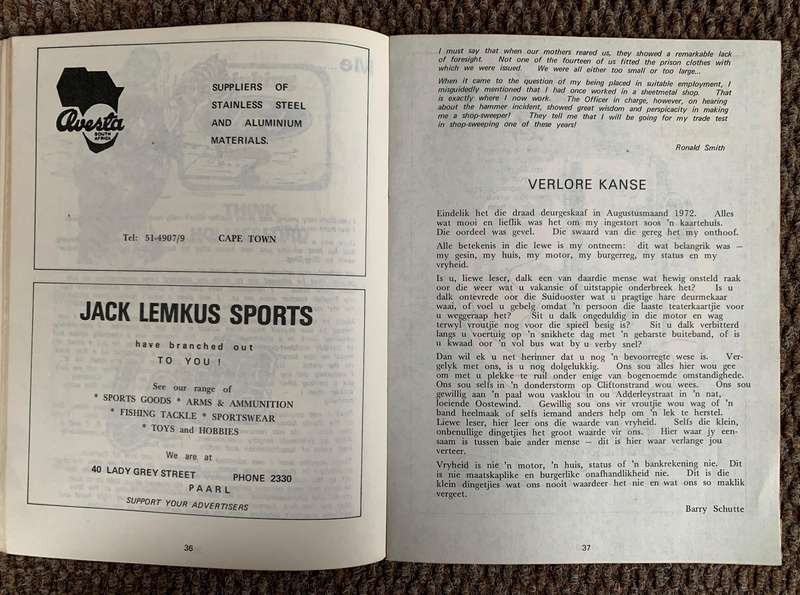 Avesta
SOUTH
AFRICA
SUPPLIERS OF
STAINLESS STEEL
AND ALUMINIUM
MATERIALS.
Tel: 51-4907/9 CAPE TOWN
JACK LEMKUS SPORTS
have branched out
TO YOU !
See our range of
* SPORTS GOODS * ARMS & AMMUNITION
* FISHING TACKLE * SPORTSWEAR
* TOYS and HOBBIES
We are at
40 LADY GREY STREET PHONE 2330
PAARL
SUPPORT YOUR ADVERTISERS
36
I must say that when our mothers reared us, they showed a remarkable lack
of foresight. Not one of the fourteen of us fitted the prison clothes with
which we were issued. We were all either too small or too large...
When it came to the question of my being placed in suitable employment, I
misguidedly mentioned that I had once worked in a sheetmetal shop. That
is exactly where I now work. The Officer in charge, however, on hearing
about the hammer incident, showed great wisdom and perspicacity in making
me a shop-sweeper! They tell me that I will be going for my trade test
in shop-sweeping one of these years!
Ronald Smith
VERLORE KANSE
Eindelik het die draad deurgeskaaf in Augustusmaand 1972. Alles
wat mooi en lieflik was het om my ingestort soos 'n kaartehuis.
Die oordeel was gevel. Die swaard van die gereg het my onthoof.
Alle betekenis in die lewe is my ontneem: dit wat belangrik was —
my gesin, my huis, my motor, my burgerreg, my status en my
vryheid.
Is u, liewe leser, dalk een van daardie mense wat hewig onsteld raak
oor die weer wat u vakansie of uitstappie onderbreek het? Is u
dalk ontevrede oor die Suidooster wat u pragtige hare deurmekaar
waai, of voel u gebelg omdat 'n persoon die laaste teaterkaartjie voor
u weggeraap het? Sit u dalk ongeduldig in die motor en wag
terwyl vroutjie nog voor die spieël besig is? Sit u dalk verbitterd
langs u voertuig op 'n snikhete dag met 'n gebarste buiteband, of is
u kwaad oor 'n vol bus wat by u verby snel?
Dan wil ek u net herinner dat u nog 'n bevoorregte wese is. Ver-
gelyk met ons, is u nog dolgelukkig. Ons sou alles hier wou gee
om met u plekke te ruil onder enige van bogenoemde omstandighede.
Ons sou selfs in 'n donderstorm op Cliftonstrand wou wees. Ons sou
gewillig aan 'n paal wou vasklou in ou Adderleystraat in 'n nat,
loeiende Oostewind. Gewillig sou ons vir vroutjie wou wag of 'n
band heelmaak of selfs iemand anders help om 'n lek te herstel.
Liewe leser, hier leer ons die waarde van vryheid. Selfs die klein,
onbenullige dingetjies het groot waarde vir ons. Hier waar jy een-
saam is tussen baie ander mense — dit is hier waar verlange jou
verteer.
Vryheid is nie 'n motor, 'n huis, status of 'n bankrekening nie. Dit
is nie maatskaplike en burgerlike onafhandlikheid nie. Dit is die
klein dingetjies wat ons nooit waardeer het nie en wat ons so maklik
vergeet.
Barry Schutte
37